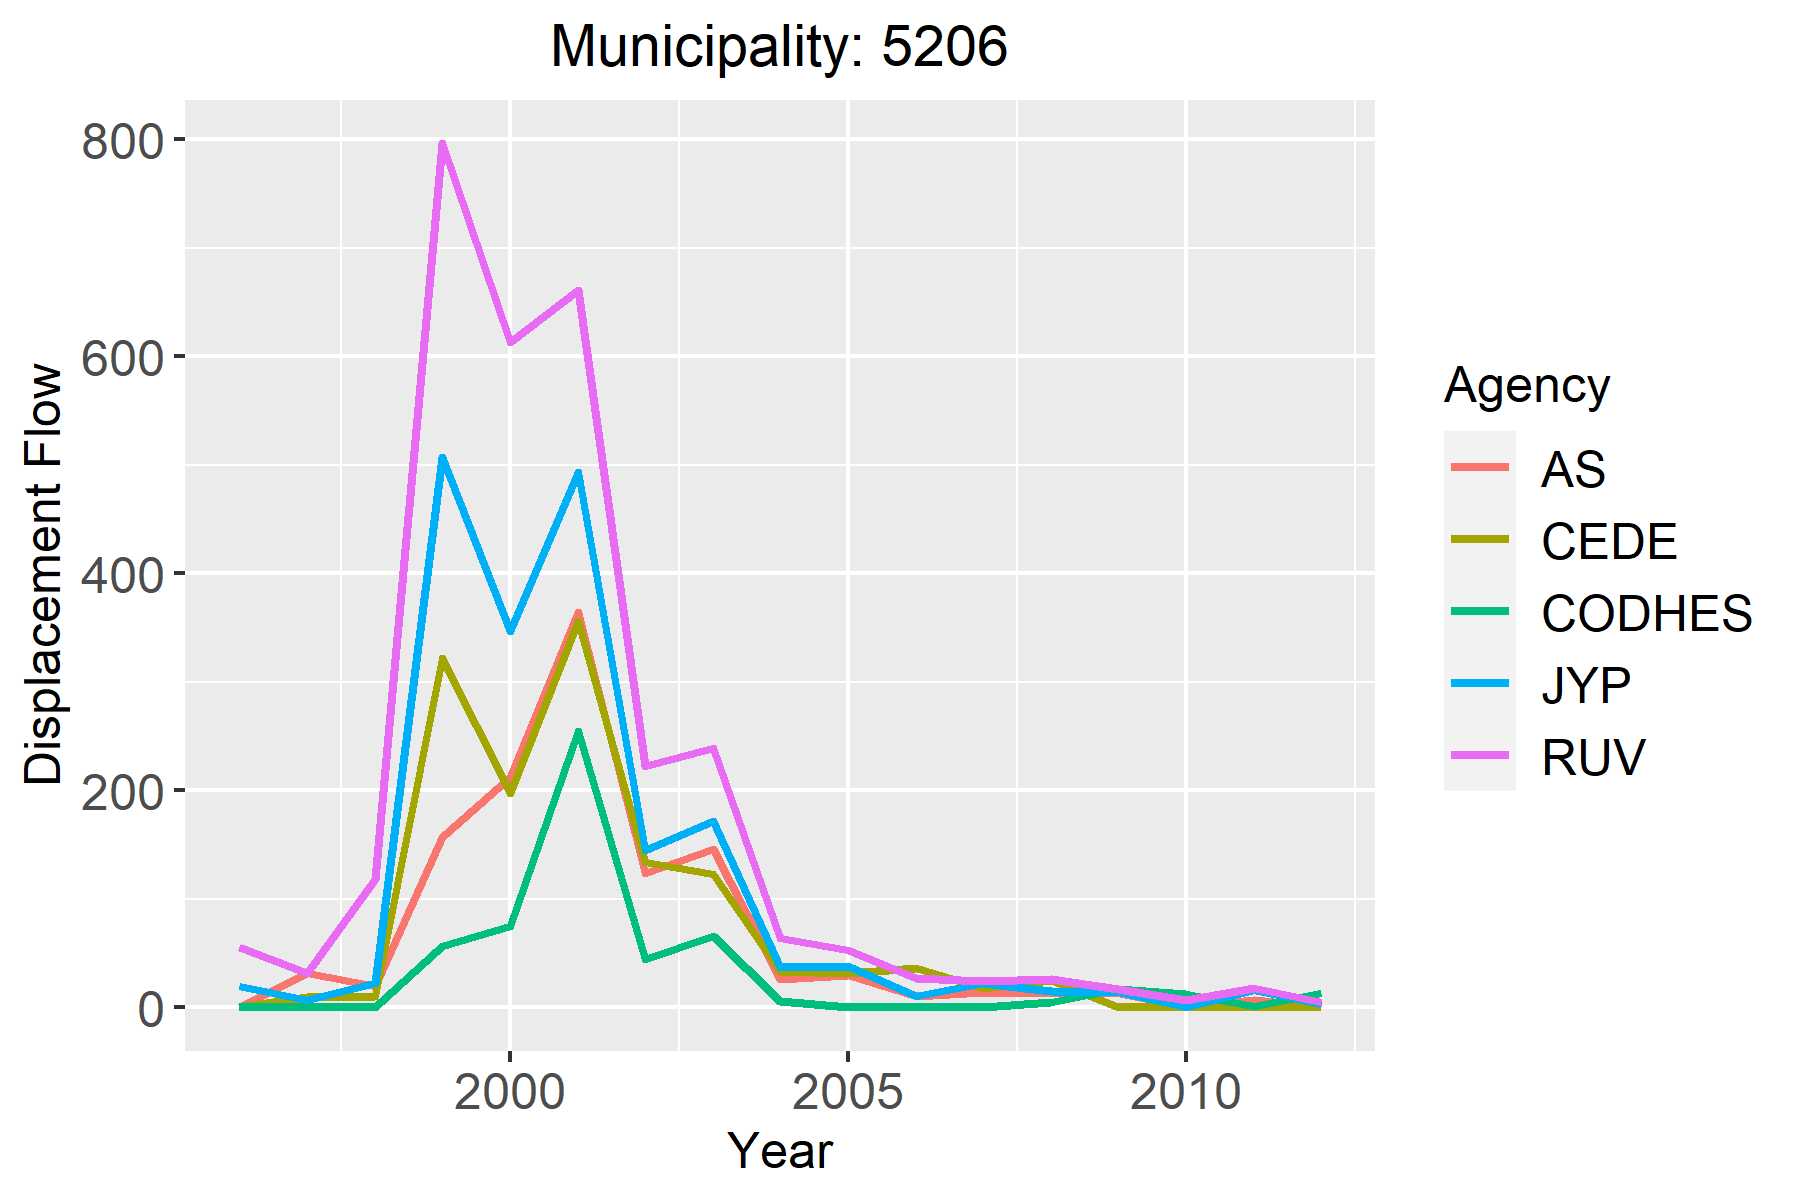 Municipality: 5206
800
600
400
200
0
Displacement Flow
2000
2005
2010
Year
Agency
AS
CEDE
CODHES
JYP
RUV